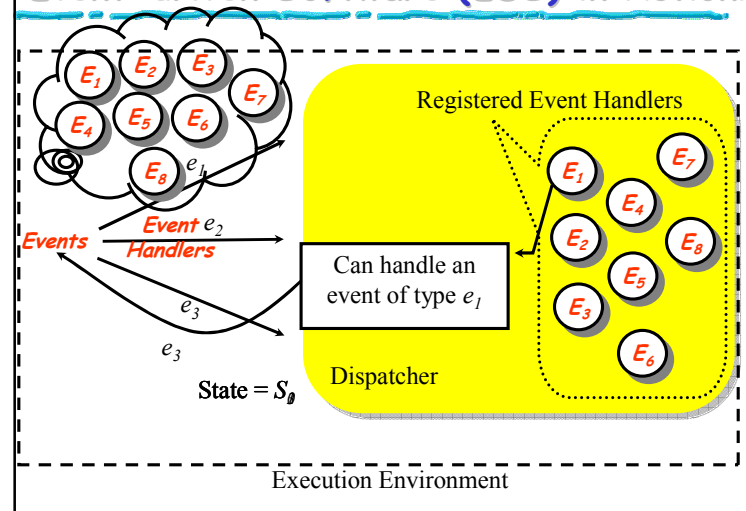 E1 E2 E3
E4 E5 E6 E7
E8
Registered Event Handlers
E1 E7
E4
E2 E8
E5
E3
E6
e1
Event e2
Events
Handlers
Can handle an
event of type e1
e3
e3
Dispatcher
State =
Execution Environment